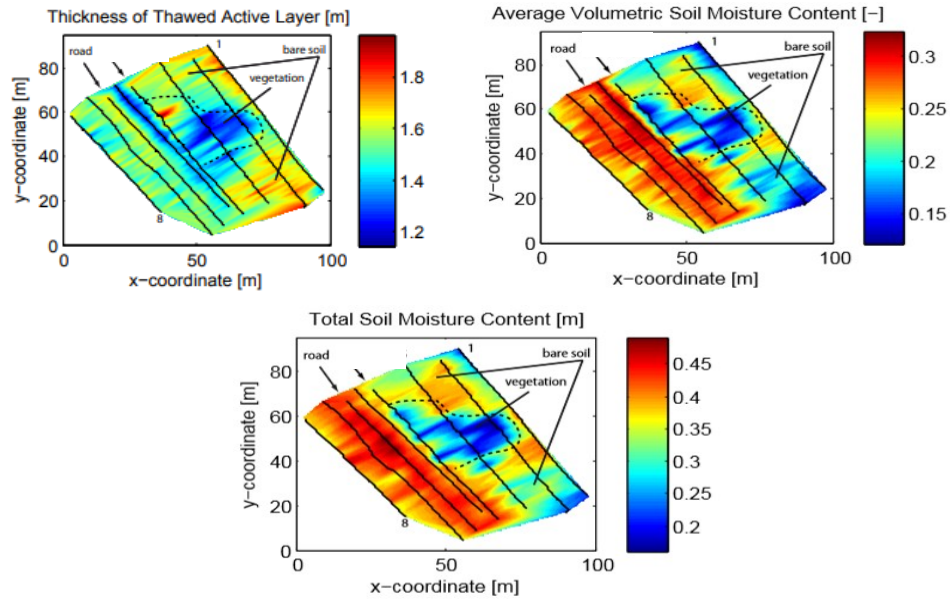 Thickness of Thawed Active Layer [m]
road
1
bare soil
vegetation
8
80
60
40
20
0
0
50
100
y-coordinate [m]
x-coordinate [m]
1.8
1.6
1.4
1.2
Average Volumetric Soil Moisture Content [-]
road
1
bare soil
vegetation
8
80
60
40
20
0
0
50
100
y-coordinate [m]
x-coordinate [m]
0.3
0.25
0.2
0.15
Total Soil Moisture Content [m]
road
1
bare soil
vegetation
8
80
60
40
20
0
0
50
100
y-coordinate [m]
x-coordinate [m]
0.45
0.4
0.35
0.3
0.25
0.2